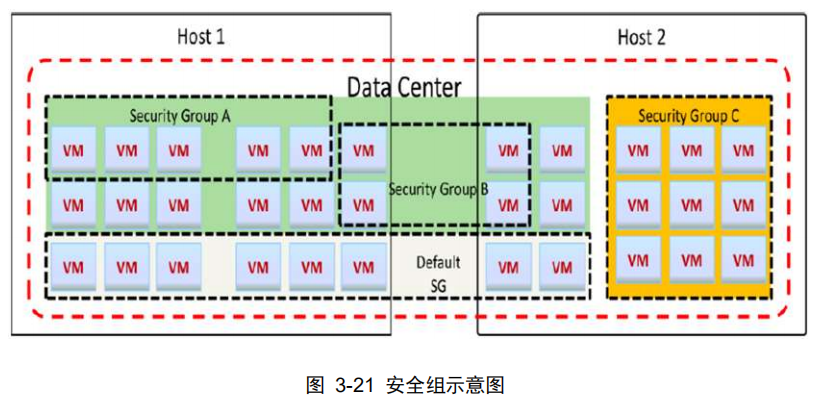 Host 1
Host 2
Data Center
Security Group A
Security Group C
VM VM VM VM VM VM VM VM VM VM VM
Security Group B
VM VM VM VM VM VM VM VM VM VM VM
VM VM VM VM VM VM Default SG VM VM VM VM VM
图 3-21 安全组示意图